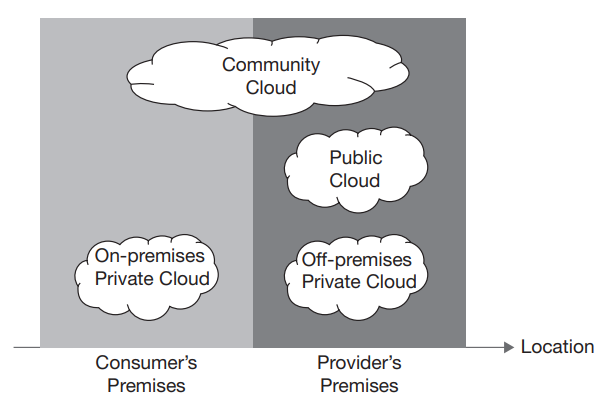 Community
Cloud
Public
Cloud
On-premises
Private Cloud
Off-premises
Private Cloud
Location
Consumer's
Premises
Provider's
Premises